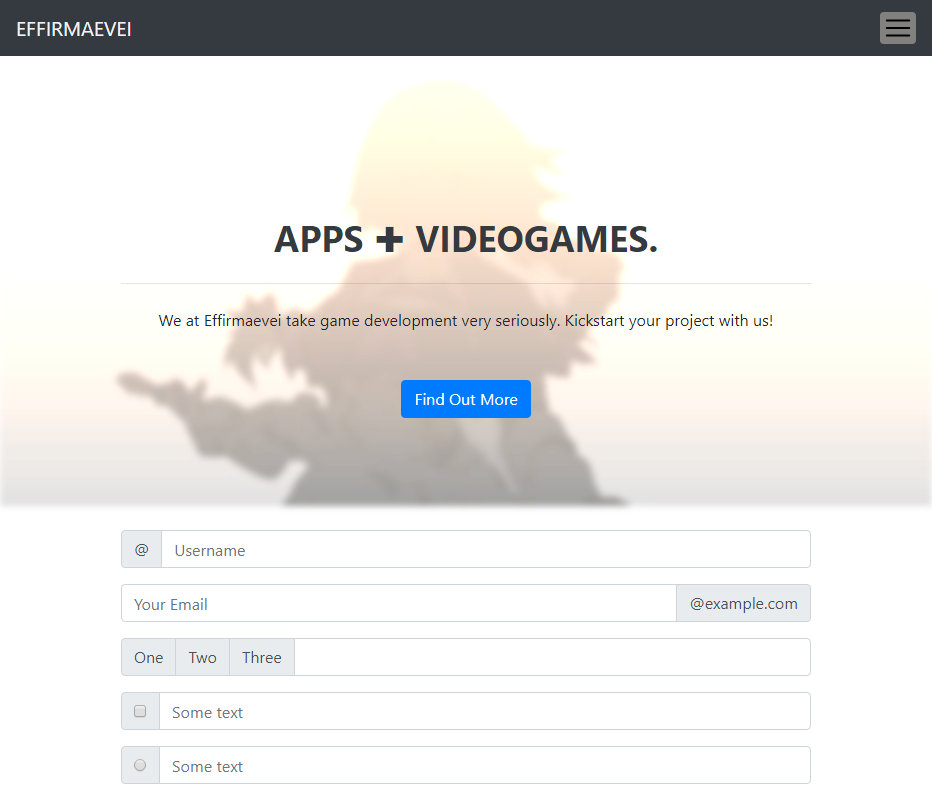 EFFIRMAEVEI
APPS + VIDEOGAMES.
We at Effirmaevei take game development very seriously. Kickstart your project with us!
Find Out More
@ Username
Your Email @example.com
One Two Three
Some text
Some text